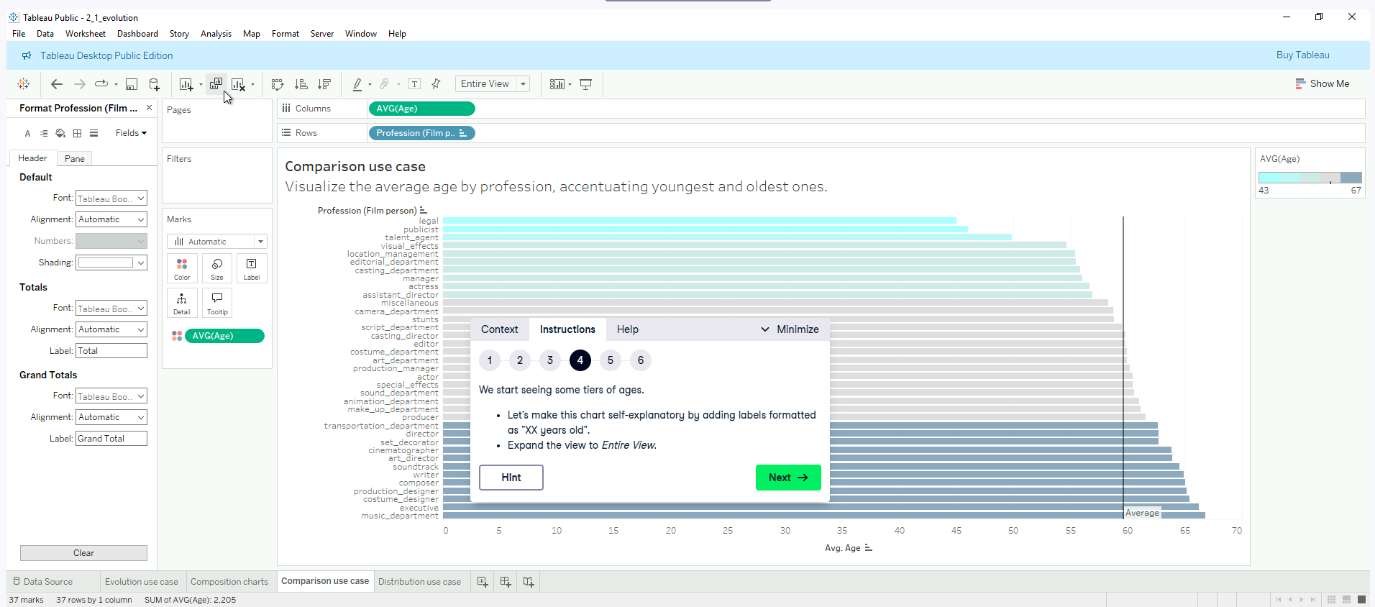 Tableau Public - 2_1_evolution
File Data Worksheet Dashboard Story Analysis Map Format Server Window Help
Tableau Desktop Public Edition
Buy Tableau
Entire View
Show Me
Format Profession (Film ...
Pages
Columns
AVG(Age)
Fields
Rows
Profession (Film p..
Header
Pane
Filters
Comparison use case
AVG(Age)
43
67
Default
Visualize the average age by profession, accentuating youngest and oldest ones.
Font: Tableau Boo...
Alignment: Automatic
Numbers:
Shading:
Totals
Font: Tableau Boo...
Alignment: Automatic
Label: Total
Grand Totals
Font: Tableau Boo...
Alignment: Automatic
Label: Grand Total
Clear
Marks
Automatic
Color
Size
Label
Detail
Tooltip
AVG(Age)
Profession (Film person)
legal
publicist
talent_agent
visual_effects
location_management
editorial_department
casting_department
manager
actress
assistant_director
miscellaneous
camera_department
stunts
script_department
casting_director
editor
costume_department
art_department
production_manager
actor
special_effects
sound_department
animation_department
make_up_department
producer
transportation_department
director
set_decorator
cinematographer
art_director
soundtrack
writer
composer
production_designer
costume_designer
executive
music_department
Average
0 5 10 15 20 25 30 35 40 45 50 55 60 65 70
Avg. Age
Context
Instructions
Help
Minimize
1 2 3 4 5 6
We start seeing some tiers of ages.
• Let's make this chart self-explanatory by adding labels formatted
as "XX years old".
• Expand the view to Entire View.
Hint
Next →
Data Source
Evolution use case
Composition charts
Comparison use case
Distribution use case
37 marks 37 rows by 1 column SUM of AVG(Age): 2,205